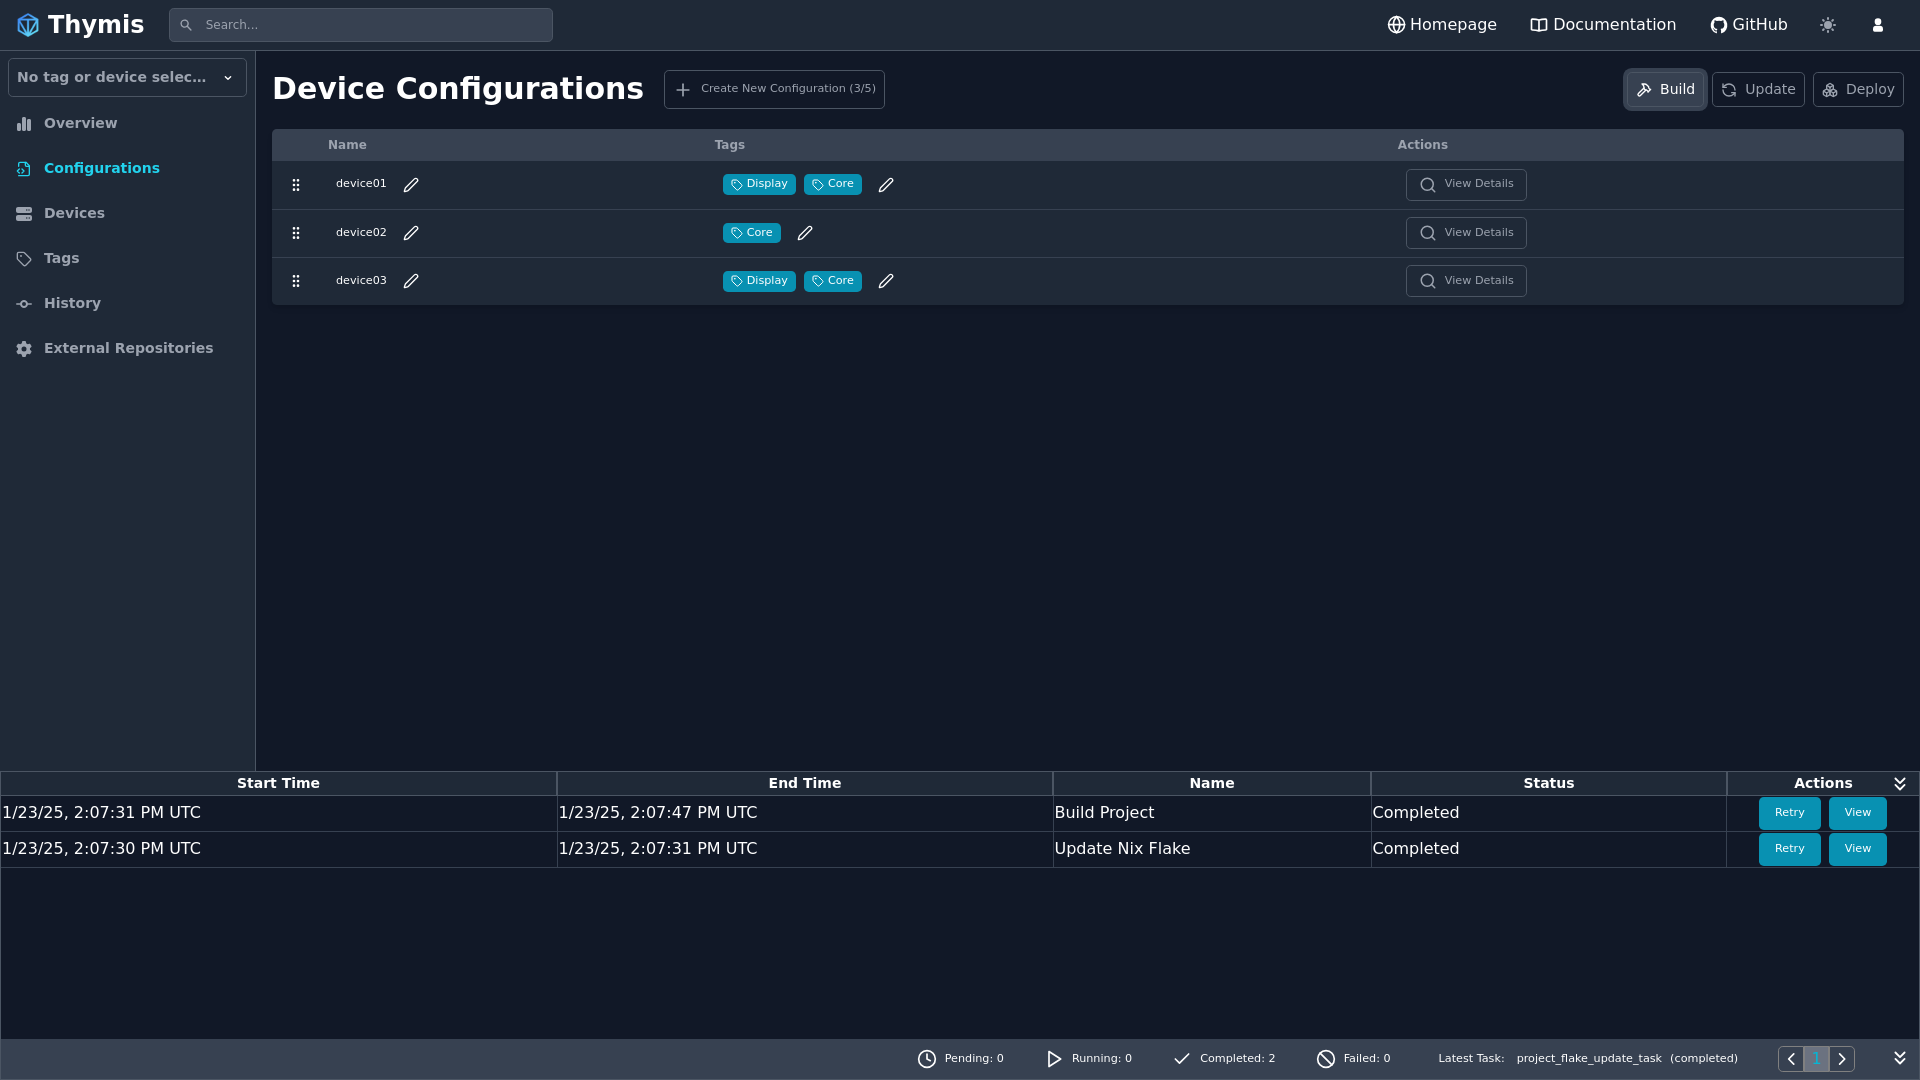 Thymis
Search...
Homepage
Documentation
GitHub
No tag or device selec...
Overview
Configurations
Devices
Tags
History
External Repositories
Device Configurations
Create New Configuration (3/5)
Build
Update
Deploy
Name Tags Actions
device01 Display Core View Details
device02 Core View Details
device03 Display Core View Details
Start Time End Time Name Status Actions
1/23/25, 2:07:31 PM UTC 1/23/25, 2:07:47 PM UTC Build Project Completed Retry View
1/23/25, 2:07:30 PM UTC 1/23/25, 2:07:31 PM UTC Update Nix Flake Completed Retry View
Pending: 0 Running: 0 Completed: 2 Failed: 0 Latest Task: project_flake_update_task (completed) 1